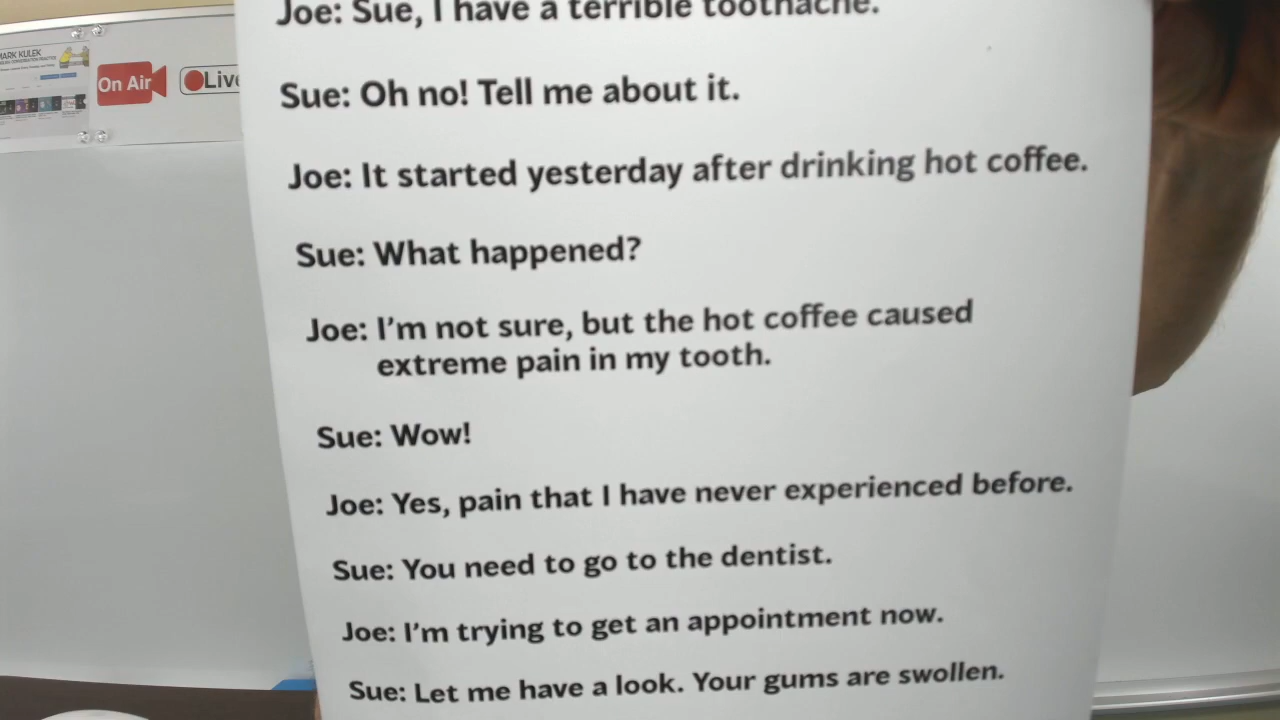 MARK KULEK
On Air
Live
Joe: Sue, I have a terrible toothache.
Sue: Oh no! Tell me about it.
Joe: It started yesterday after drinking hot coffee.
Sue: What happened?
Joe: I'm not sure, but the hot coffee caused
extreme pain in my tooth.
Sue: Wow!
Joe: Yes, pain that I have never experienced before.
Sue: You need to go to the dentist.
Joe: I'm trying to get an appointment now.
Sue: Let me have a look. Your gums are swollen.